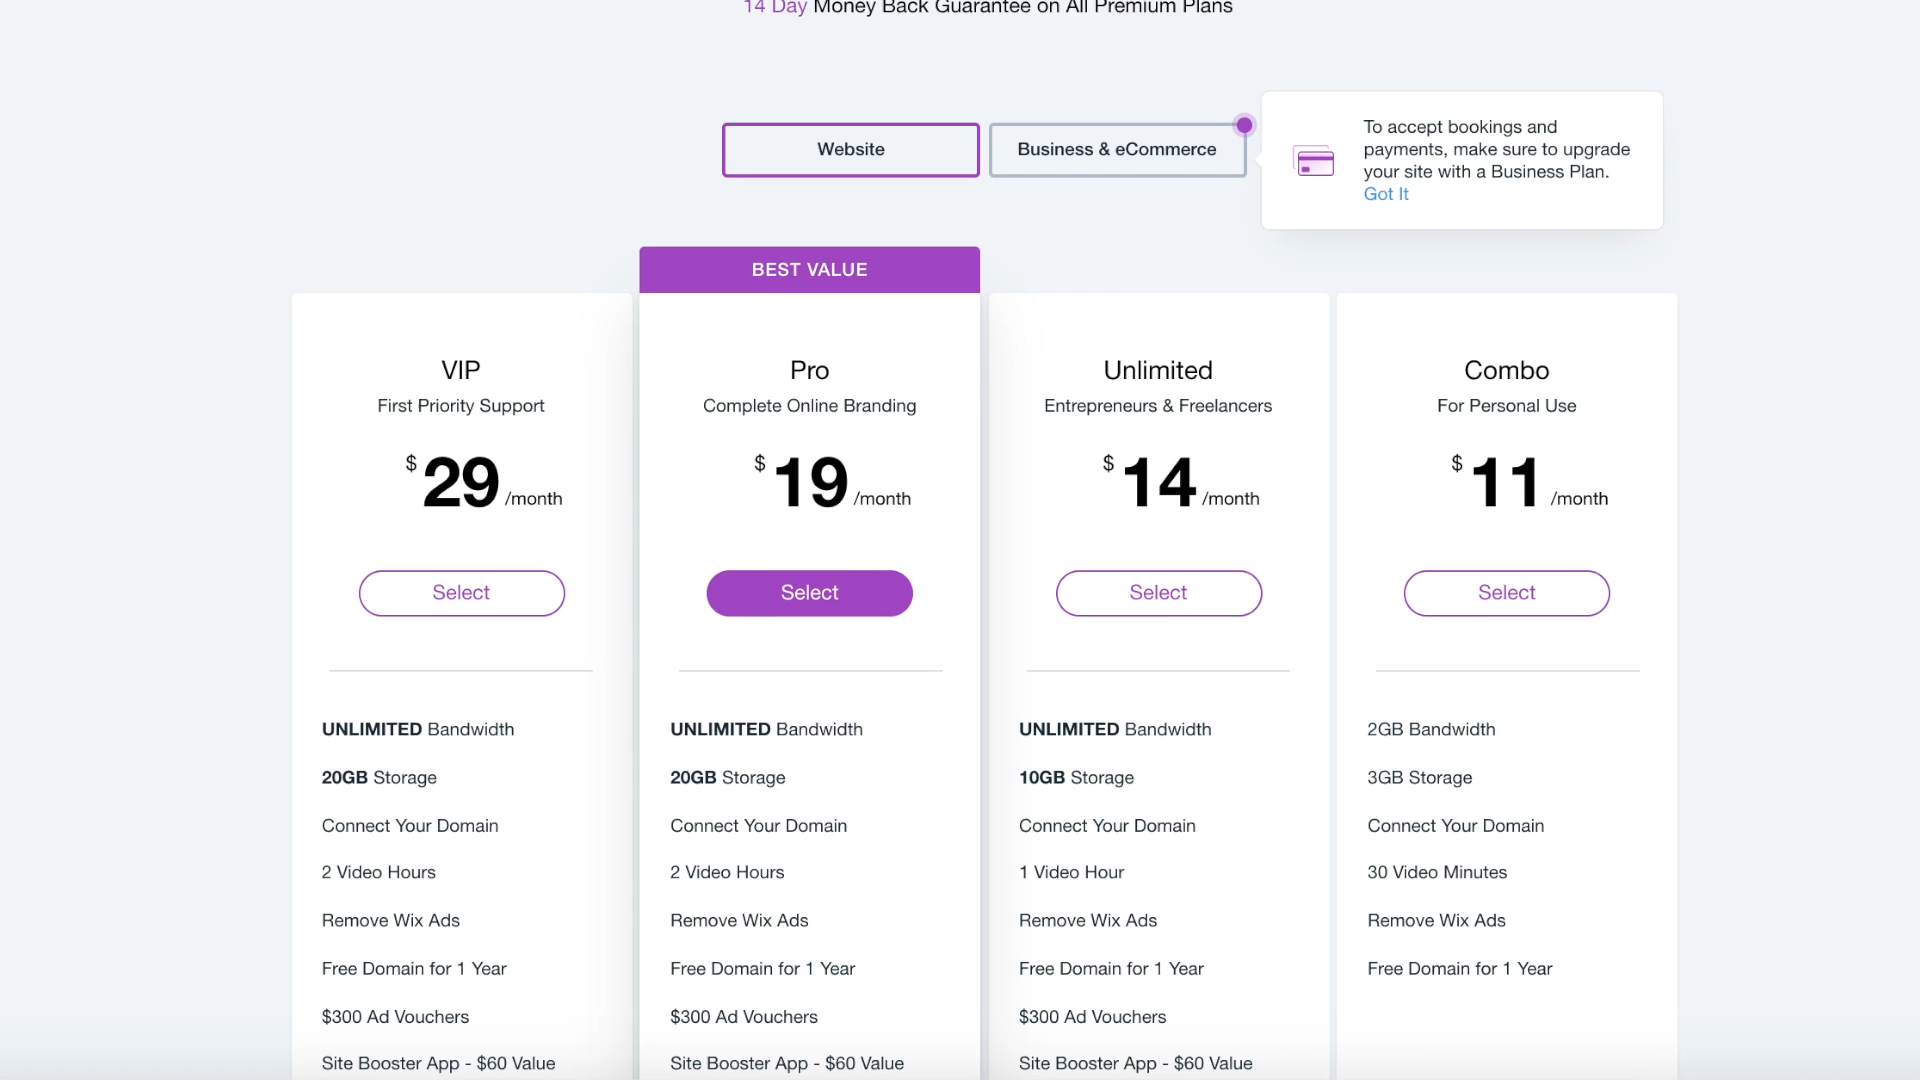 14 Day Money Back Guarantee on All Premium Plans
Website
Business & eCommerce
To accept bookings and
payments, make sure to upgrade
your site with a Business Plan.
Got It
BEST VALUE
VIP
First Priority Support
$ 29 /month
Select
UNLIMITED Bandwidth
20GB Storage
Connect Your Domain
2 Video Hours
Remove Wix Ads
Free Domain for 1 Year
$300 Ad Vouchers
Site Booster App - $60 Value
Pro
Complete Online Branding
$ 19 /month
Select
UNLIMITED Bandwidth
20GB Storage
Connect Your Domain
2 Video Hours
Remove Wix Ads
Free Domain for 1 Year
$300 Ad Vouchers
Site Booster App - $60 Value
Unlimited
Entrepreneurs & Freelancers
$ 14 /month
Select
UNLIMITED Bandwidth
10GB Storage
Connect Your Domain
1 Video Hour
Remove Wix Ads
Free Domain for 1 Year
$300 Ad Vouchers
Site Booster App - $60 Value
Combo
For Personal Use
$ 11 /month
Select
2GB Bandwidth
3GB Storage
Connect Your Domain
30 Video Minutes
Remove Wix Ads
Free Domain for 1 Year